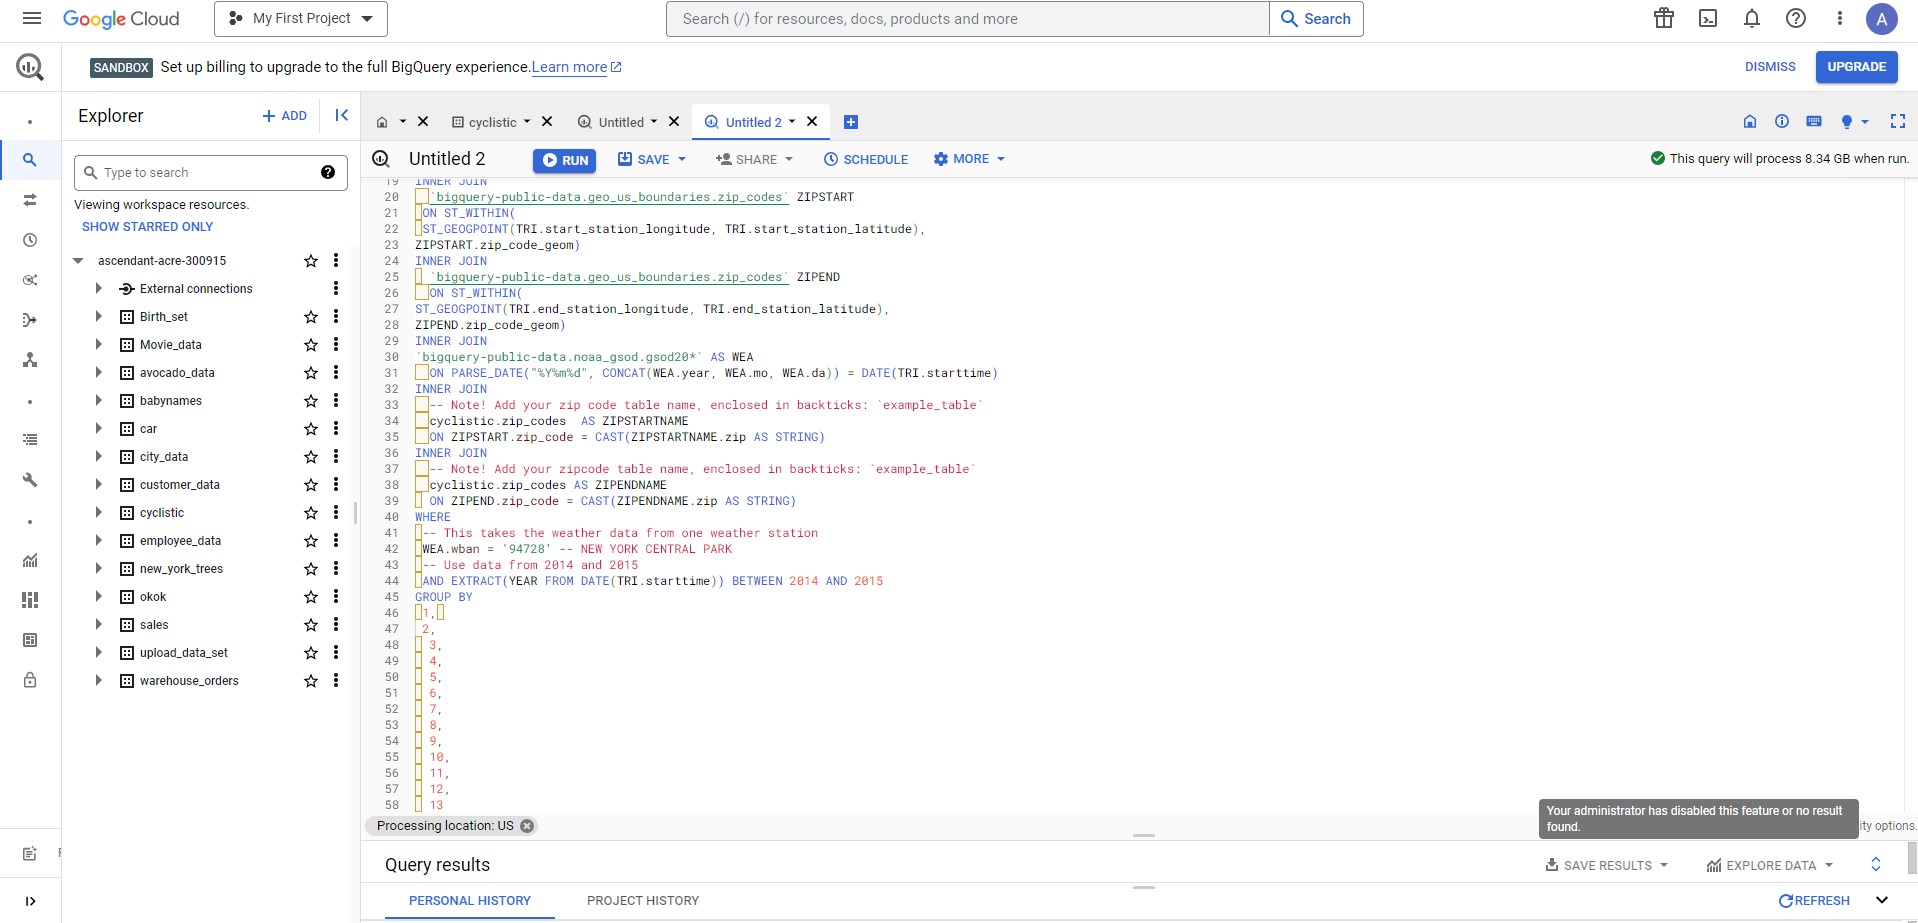 Google Cloud
My First Project
Search (/) for resources, docs, products and more
Search
A
SANDBOX Set up billing to upgrade to the full BigQuery experience. Learn more
DISMISS
UPGRADE
Explorer
+ ADD
Type to search
Viewing workspace resources.
SHOW STARRED ONLY
ascendant-acre-300915
External connections
Birth_set
Movie_data
avocado_data
babynames
car
city_data
customer_data
cyclistic
employee_data
new_york_trees
okok
sales
upload_data_set
warehouse_orders
cyclistic
Untitled
Untitled 2
Untitled 2
RUN
SAVE
SHARE
SCHEDULE
MORE
This query will process 8.34 GB when run.
19 INNER JOIN
20 `bigquery-public-data.geo_us_boundaries.zip_codes` ZIPSTART
21 ON ST_WITHIN(
22 ST_GEOGPOINT(TRI.start_station_longitude, TRI.start_station_latitude),
23 ZIPSTART.zip_code_geom)
24 INNER JOIN
25 `bigquery-public-data.geo_us_boundaries.zip_codes` ZIPEND
26 ON ST_WITHIN(
27 ST_GEOGPOINT(TRI.end_station_longitude, TRI.end_station_latitude),
28 ZIPEND.zip_code_geom)
29 INNER JOIN
30 `bigquery-public-data.noaa_gsod.gsod20*` AS WEA
31 ON PARSE_DATE("%Y%m%d", CONCAT(WEA.year, WEA.mo, WEA.da)) = DATE(TRI.starttime)
32 INNER JOIN
33 -- Note! Add your zip code table name, enclosed in backticks: `example_table`
34 cyclistic.zip_codes AS ZIPSTARTNAME
35 ON ZIPSTART.zip_code = CAST(ZIPSTARTNAME.zip AS STRING)
36 INNER JOIN
37 -- Note! Add your zipcode table name, enclosed in backticks: `example_table`
38 cyclistic.zip_codes AS ZIPENDNAME
39 ON ZIPEND.zip_code = CAST(ZIPENDNAME.zip AS STRING)
40 WHERE
41 -- This takes the weather data from one weather station
42 WEA.wban = '94728' -- NEW YORK CENTRAL PARK
43 -- Use data from 2014 and 2015
44 AND EXTRACT(YEAR FROM DATE(TRI.starttime)) BETWEEN 2014 AND 2015
45 GROUP BY
46 1,
47 2,
48 3,
49 4,
50 5,
51 6,
52 7,
53 8,
54 9,
55 10,
56 11,
57 12,
58 13
Processing location: US
Your administrator has disabled this feature or no result
found.
ity options.
Query results
SAVE RESULTS
EXPLORE DATA
PERSONAL HISTORY
PROJECT HISTORY
REFRESH